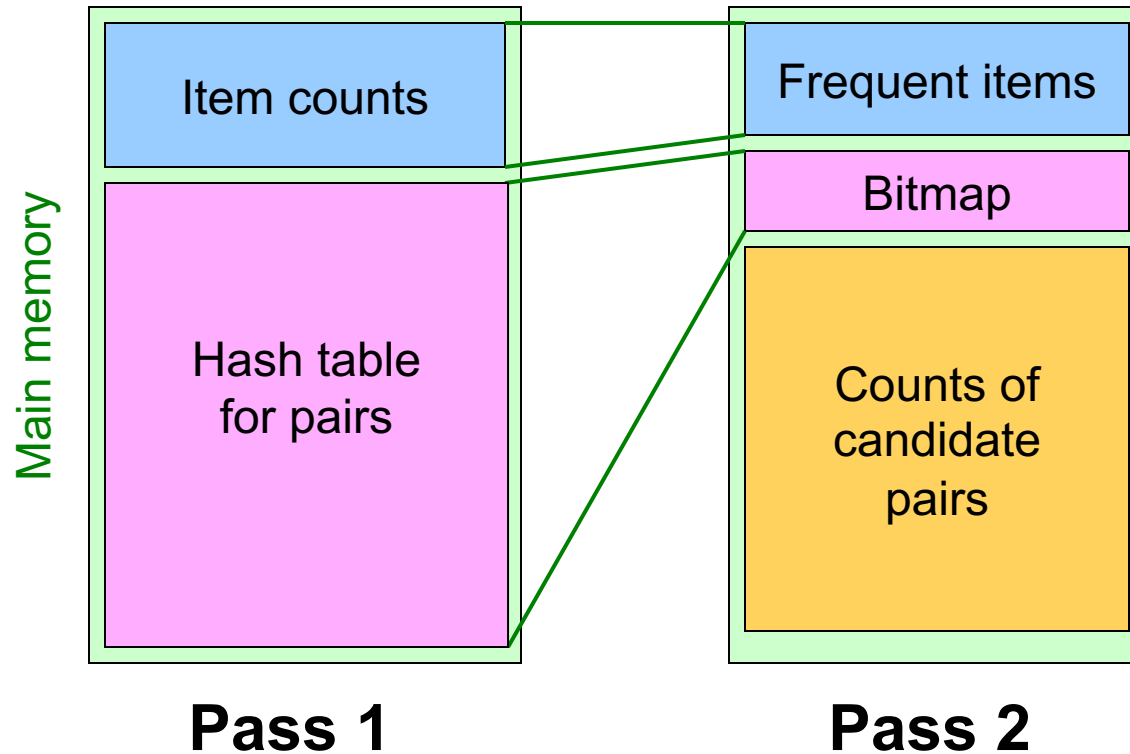 Main memory
Item counts
Hash table
for pairs
Pass 1
Frequent items
Bitmap
Counts of
candidate
pairs
Pass 2